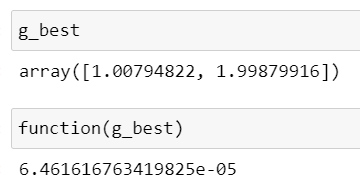 g_best
array([1.00794822, 1.99879916])
function(g_best)
6.461616763419825e-05